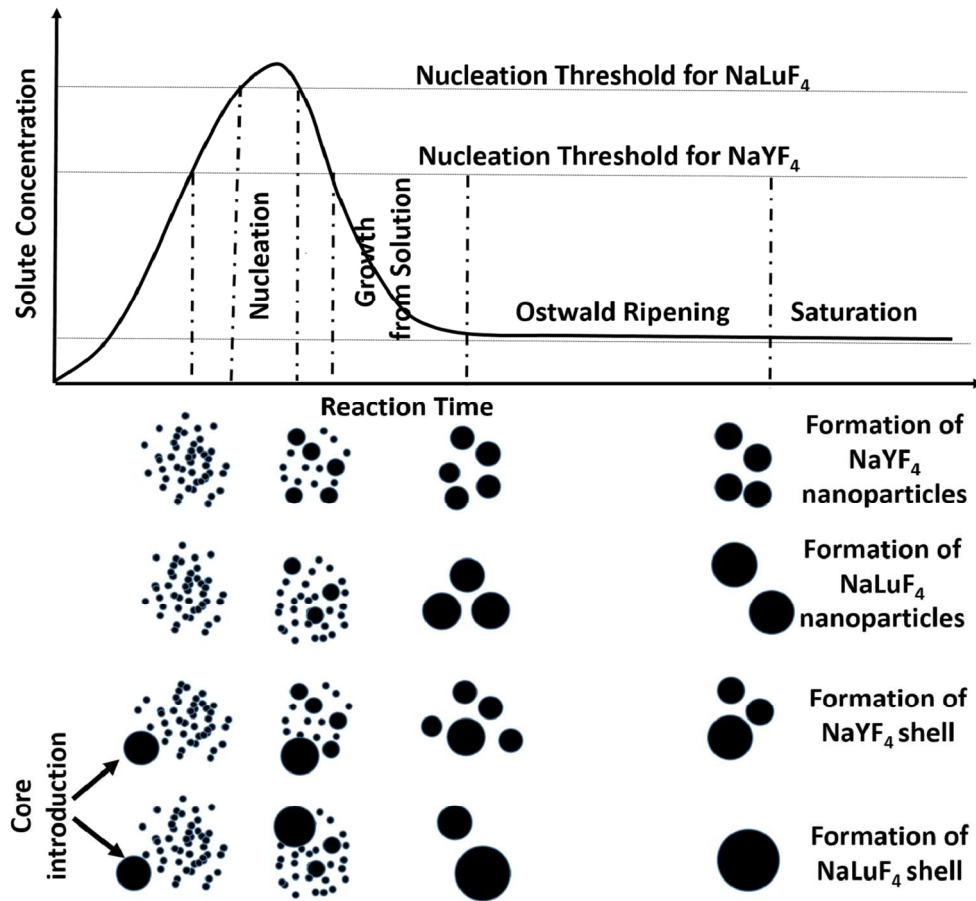 Nucleation Threshold for NaLuF₄
Nucleation Threshold for NaYF₄
Solute Concentration
Nucleation
Growth
from Solution
Ostwald Ripening
Saturation
Reaction Time
Formation of
NaYF₄
nanoparticles
Formation of
NaLuF₄
nanoparticles
Formation of
NaYF₄ shell
Core
introduction
Formation of
NaLuF₄ shell